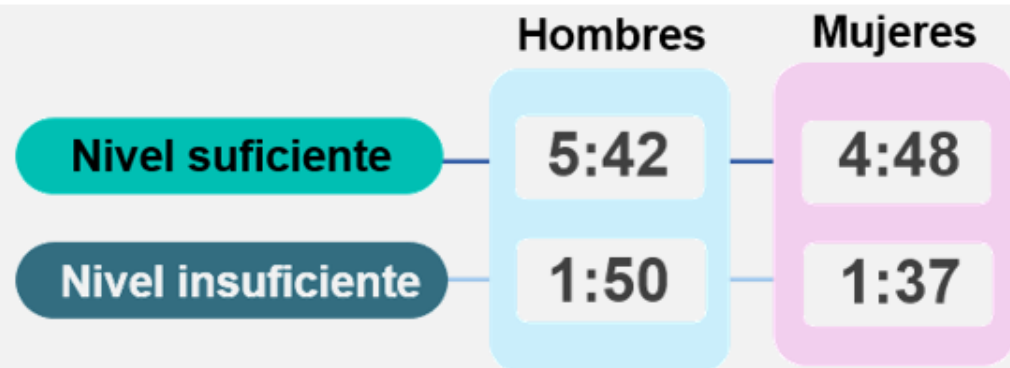 Hombres Mujeres
Nivel suficiente 5:42 4:48
Nivel insuficiente 1:50 1:37